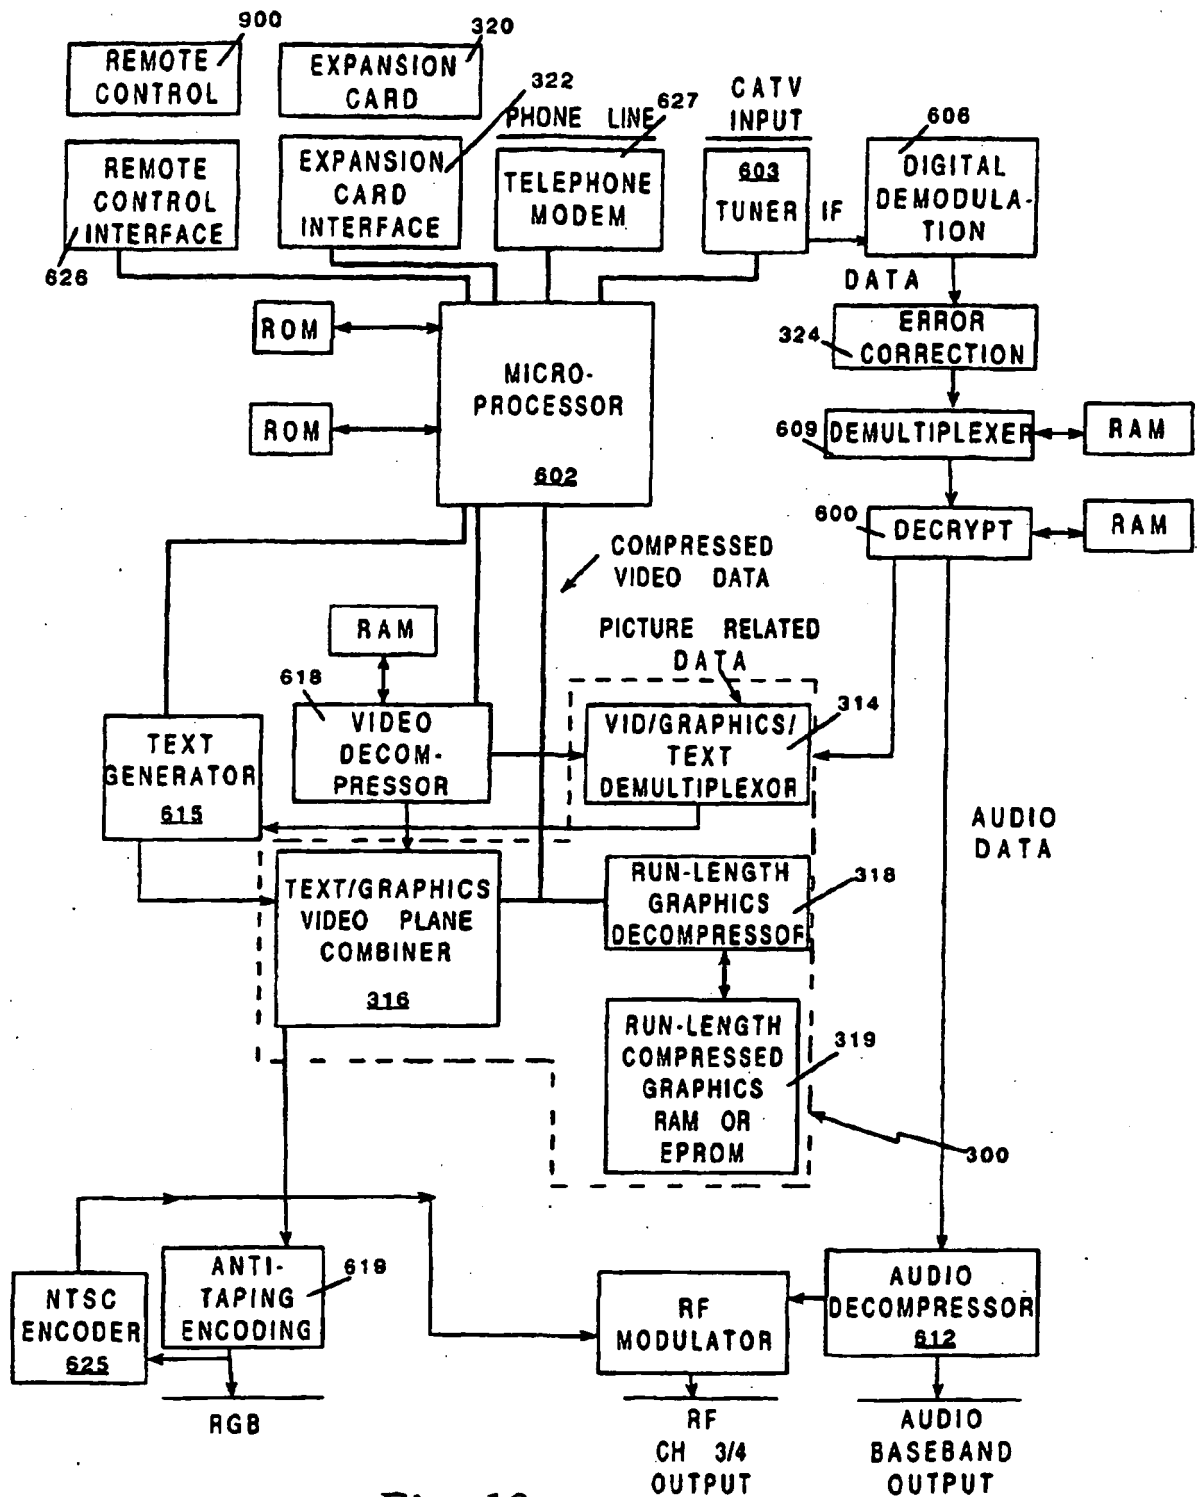 900
REMOTE
CONTROL
320
EXPANSION
CARD
REMOTE
CONTROL
INTERFACE
626
322
EXPANSION
CARD
INTERFACE
PHONE LINE
627
TELEPHONE
MODEM
CATV
INPUT
603
TUNER
IF
606
DIGITAL
DEMODULA-
TION
DATA
324
ERROR
CORRECTION
609
DEMULTIPLEXER
RAM
600
DECRYPT
RAM
ROM
ROM
MICRO-
PROCESSOR
602
COMPRESSED
VIDEO DATA
PICTURE RELATED
DATA
RAM
618
VIDEO
DECOM-
PRESSOR
VID/GRAPHICS/
TEXT
DEMULTIPLEXOR
314
TEXT
GENERATOR
615
AUDIO
DATA
TEXT/GRAPHICS
VIDEO PLANE
COMBINER
316
RUN-LENGTH
GRAPHICS
DECOMPRESSOR
318
RUN-LENGTH
COMPRESSED
GRAPHICS
RAM OR
EPROM
319
300
NTSC
ENCODER
625
ANTI-
TAPING
ENCODING
619
RF
MODULATOR
AUDIO
DECOMPRESSOR
612
RGB
RF
CH 3/4
OUTPUT
AUDIO
BASEBAND
OUTPUT